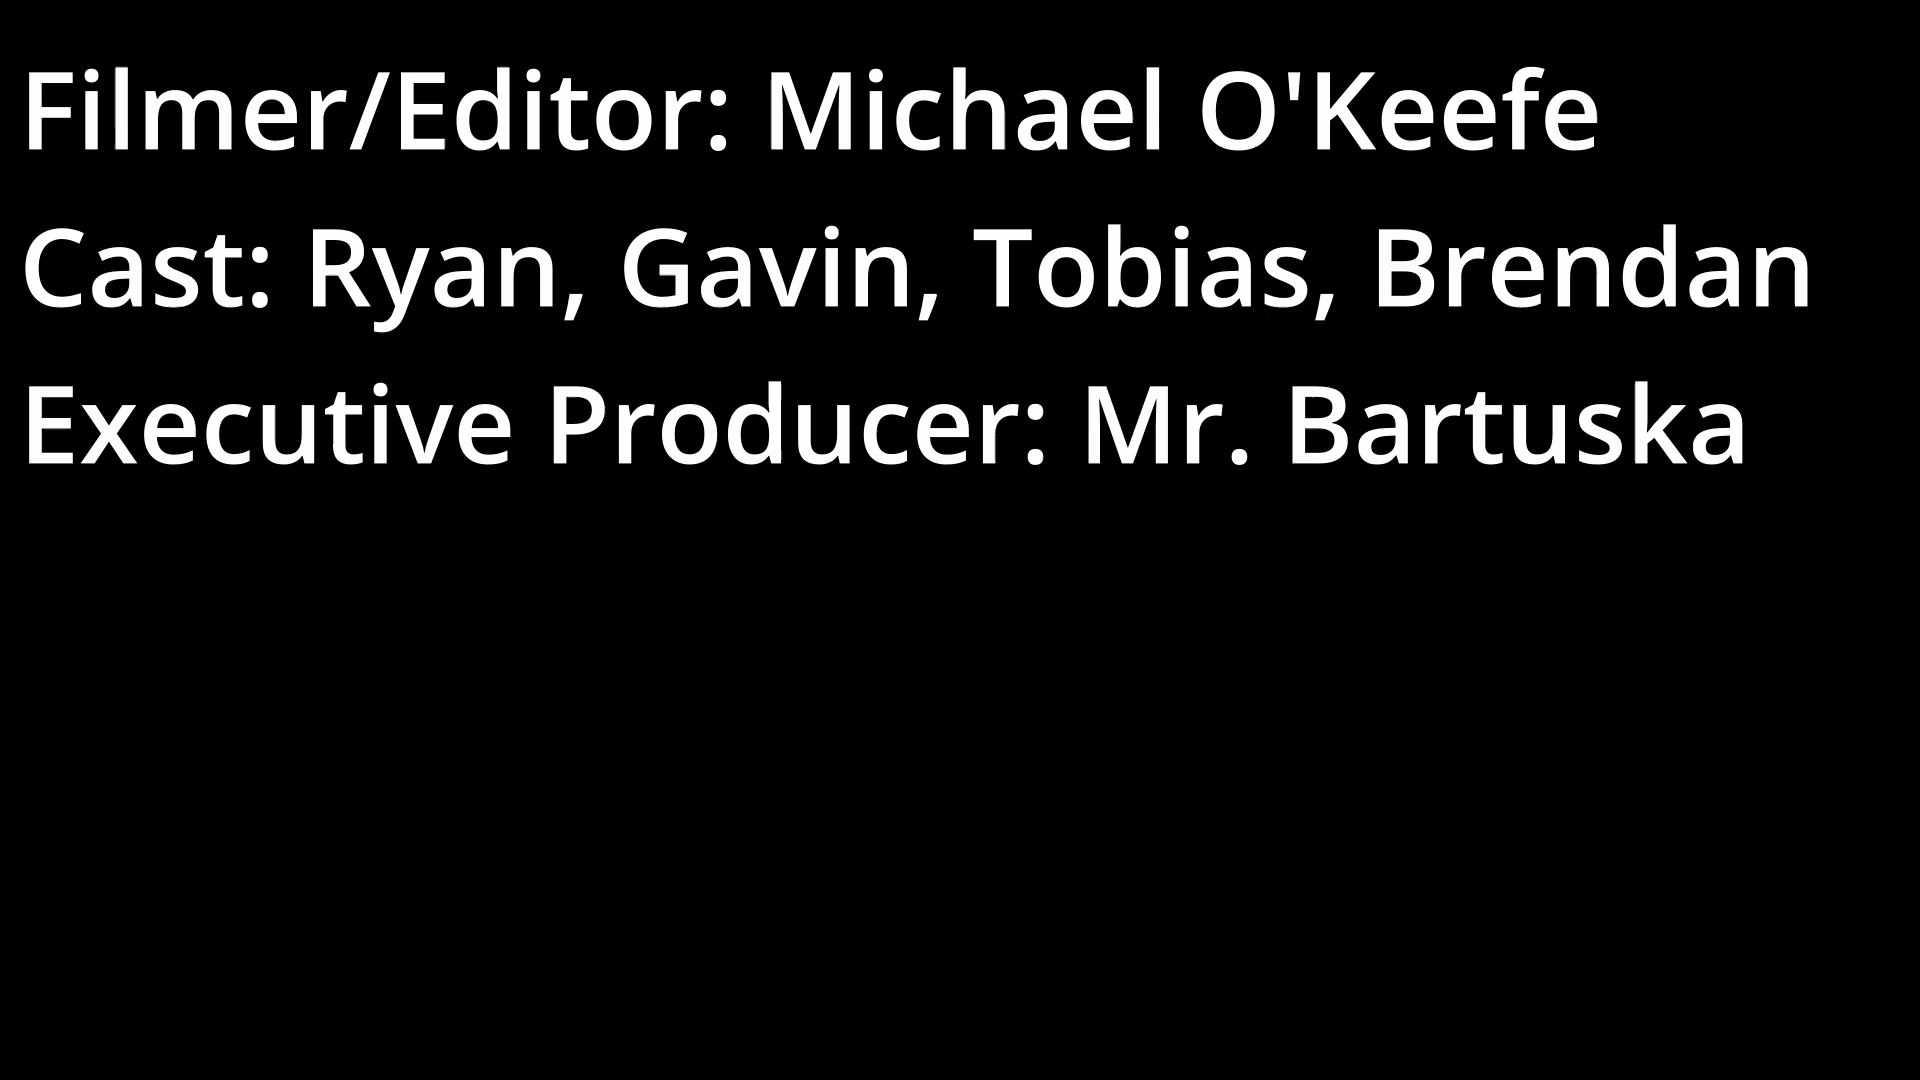 Filmer/Editor: Michael O'Keefe
Cast: Ryan, Gavin, Tobias, Brendan
Executive Producer: Mr. Bartuska